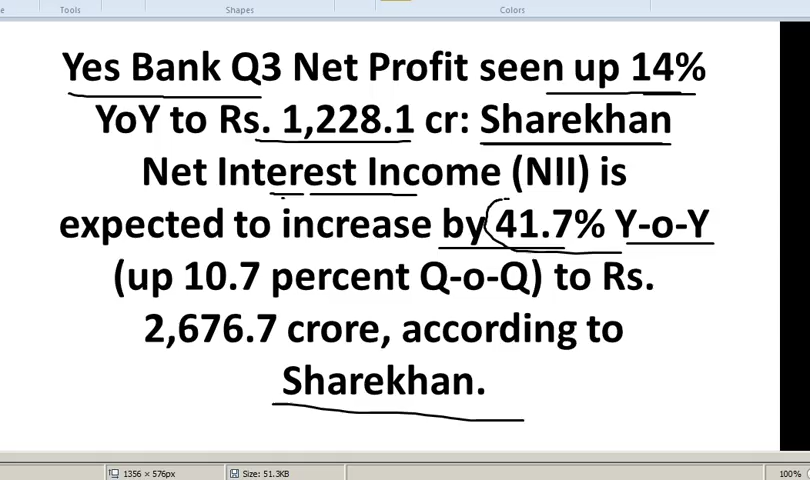 Tools
Shapes
Colors
Yes Bank Q3 Net Profit seen up 14%
YoY to Rs. 1,228.1 cr: Sharekhan
Net Interest Income (NII) is
expected to increase by 41.7% Y-o-Y
(up 10.7 percent Q-o-Q) to Rs.
2,676.7 crore, according to
Sharekhan.
1356 × 576px
Size: 51.3KB
100%